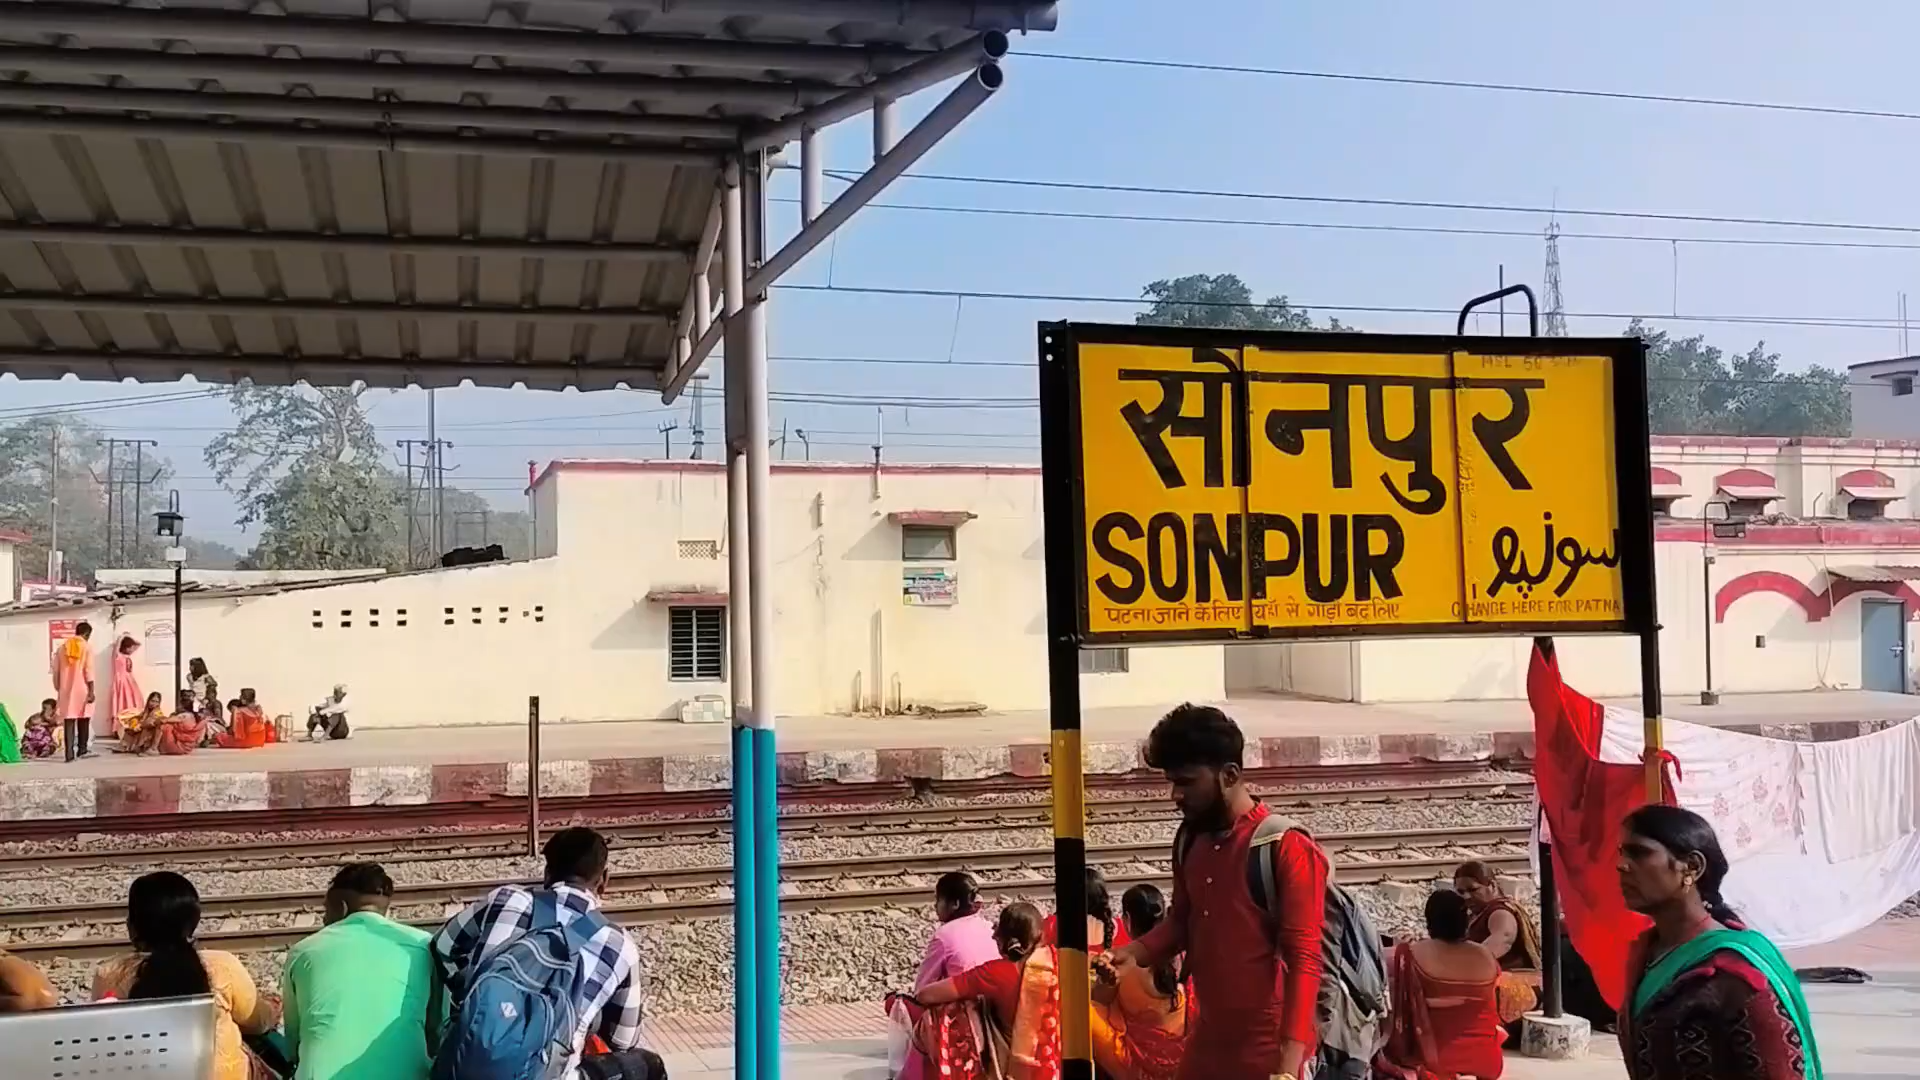 सोनपुर
SONPUR سونپور
पटना जाने के लिए यहाँ से गाड़ी बदलिए CHANGE HERE FOR PATNA